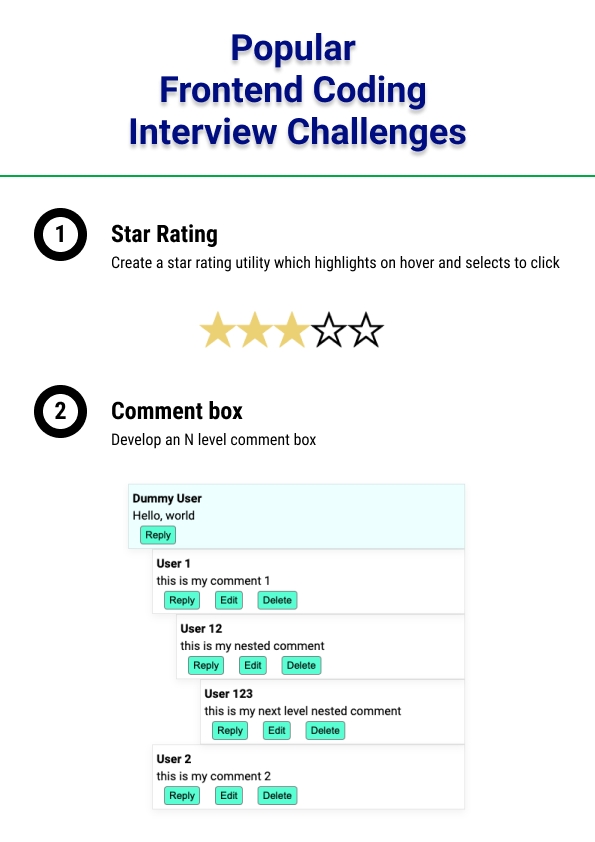 Popular
Frontend Coding
Interview Challenges
1
Star Rating
Create a star rating utility which highlights on hover and selects to click
2
Comment box
Develop an N level comment box
Dummy User
Hello, world
Reply
User 1
this is my comment 1
Reply Edit Delete
User 12
this is my nested comment
Reply Edit Delete
User 123
this is my next level nested comment
Reply Edit Delete
User 2
this is my comment 2
Reply Edit Delete